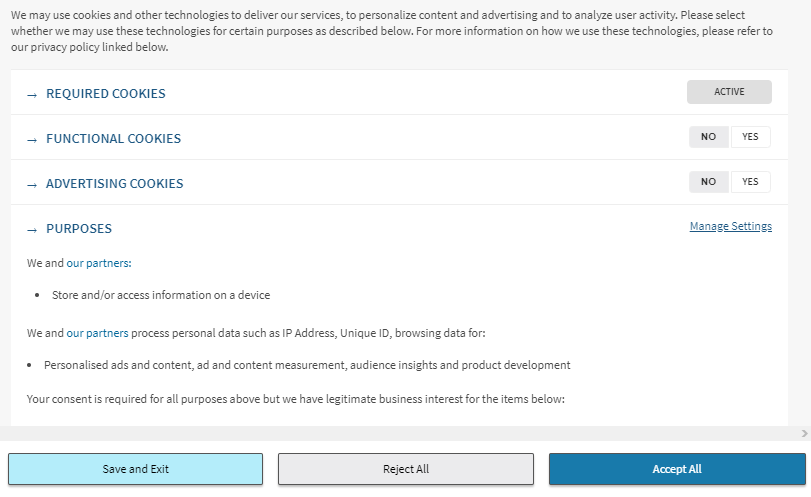 We may use cookies and other technologies to deliver our services, to personalize content and advertising and to analyze user activity. Please select
whether we may use these technologies for certain purposes as described below. For more information on how we use these technologies, please refer to
our privacy policy linked below.
→ REQUIRED COOKIES ACTIVE
→ FUNCTIONAL COOKIES NO YES
→ ADVERTISING COOKIES NO YES
→ PURPOSES Manage Settings
We and our partners:
• Store and/or access information on a device
We and our partners process personal data such as IP Address, Unique ID, browsing data for:
• Personalised ads and content, ad and content measurement, audience insights and product development
Your consent is required for all purposes above but we have legitimate business interest for the items below:
Save and Exit Reject All Accept All